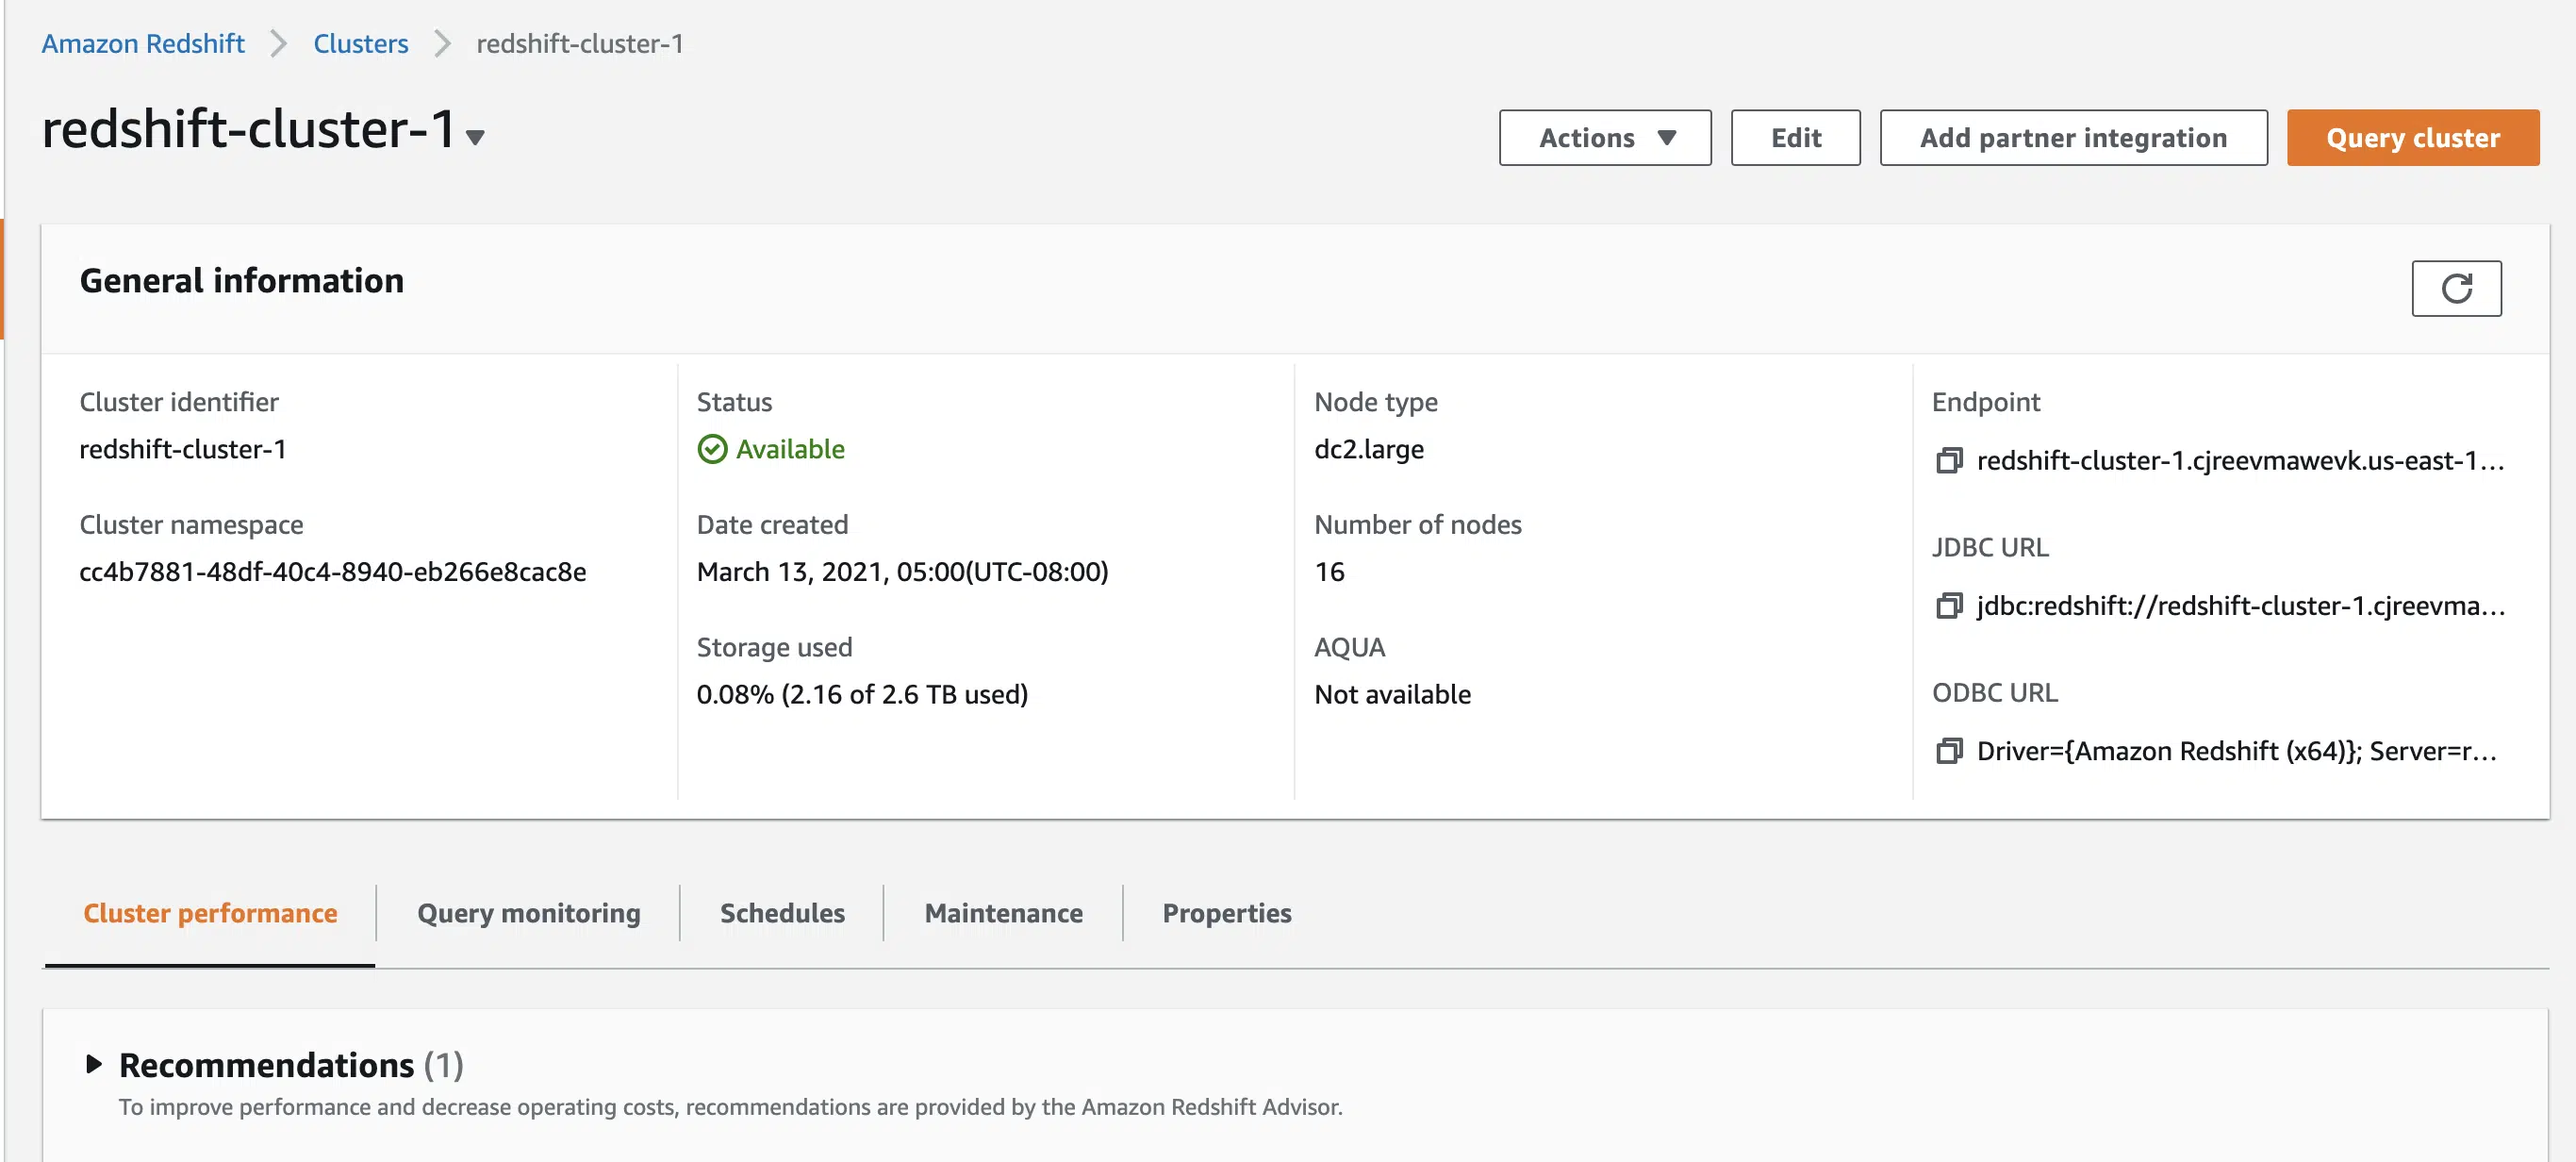 Amazon Redshift > Clusters > redshift-cluster-1
redshift-cluster-1
Actions
Edit
Add partner integration
Query cluster
General information
Cluster identifier
redshift-cluster-1
Cluster namespace
cc4b7881-48df-40c4-8940-eb266e8cac8e
Status
Available
Date created
March 13, 2021, 05:00(UTC-08:00)
Storage used
0.08% (2.16 of 2.6 TB used)
Node type
dc2.large
Number of nodes
16
AQUA
Not available
Endpoint
redshift-cluster-1.cjreevmawevk.us-east-1...
JDBC URL
jdbc:redshift://redshift-cluster-1.cjreevma...
ODBC URL
Driver={Amazon Redshift (x64)}; Server=r...
Cluster performance
Query monitoring
Schedules
Maintenance
Properties
Recommendations (1)
To improve performance and decrease operating costs, recommendations are provided by the Amazon Redshift Advisor.